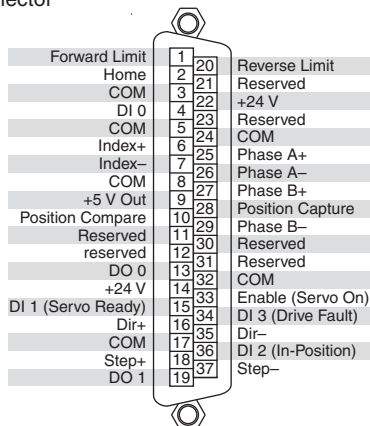 nector
Forward Limit 1
Home 2
COM 3
DI 0 4
COM 5
Index+ 6
Index– 7
COM 8
+5 V Out 9
Position Compare 10
Reserved 11
reserved 12
DO 0 13
+24 V 14
DI 1 (Servo Ready) 15
Dir+ 16
COM 17
Step+ 18
DO 1 19
20 Reverse Limit
21 Reserved
22 +24 V
23 Reserved
24 COM
25 Phase A+
26 Phase A–
27 Phase B+
28 Position Capture
29 Phase B–
30 Reserved
31 Reserved
32 COM
33 Enable (Servo On)
34 DI 3 (Drive Fault)
35 Dir–
36 DI 2 (In-Position)
37 Step–